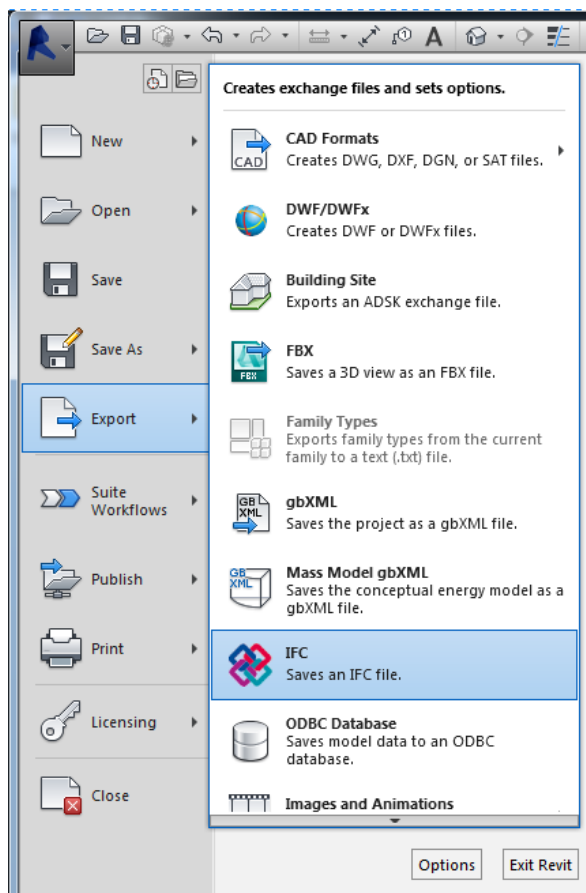 A
New
Open
Save
Save As
Export
Suite
Workflows
Publish
Print
Licensing
Close
Creates exchange files and sets options.
CAD
CAD Formats
Creates DWG, DXF, DGN, or SAT files.
DWF/DWFx
Creates DWF or DWFx files.
Building Site
Exports an ADSK exchange file.
FBX
FBX
Saves a 3D view as an FBX file.
Family Types
Exports family types from the current
family to a text (.txt) file.
GB
XML
gbXML
Saves the project as a gbXML file.
GB
XML
Mass Model gbXML
Saves the conceptual energy model as a
gbXML file.
IFC
Saves an IFC file.
ODBC Database
Saves model data to an ODBC
database.
Images and Animations
Options
Exit Revit